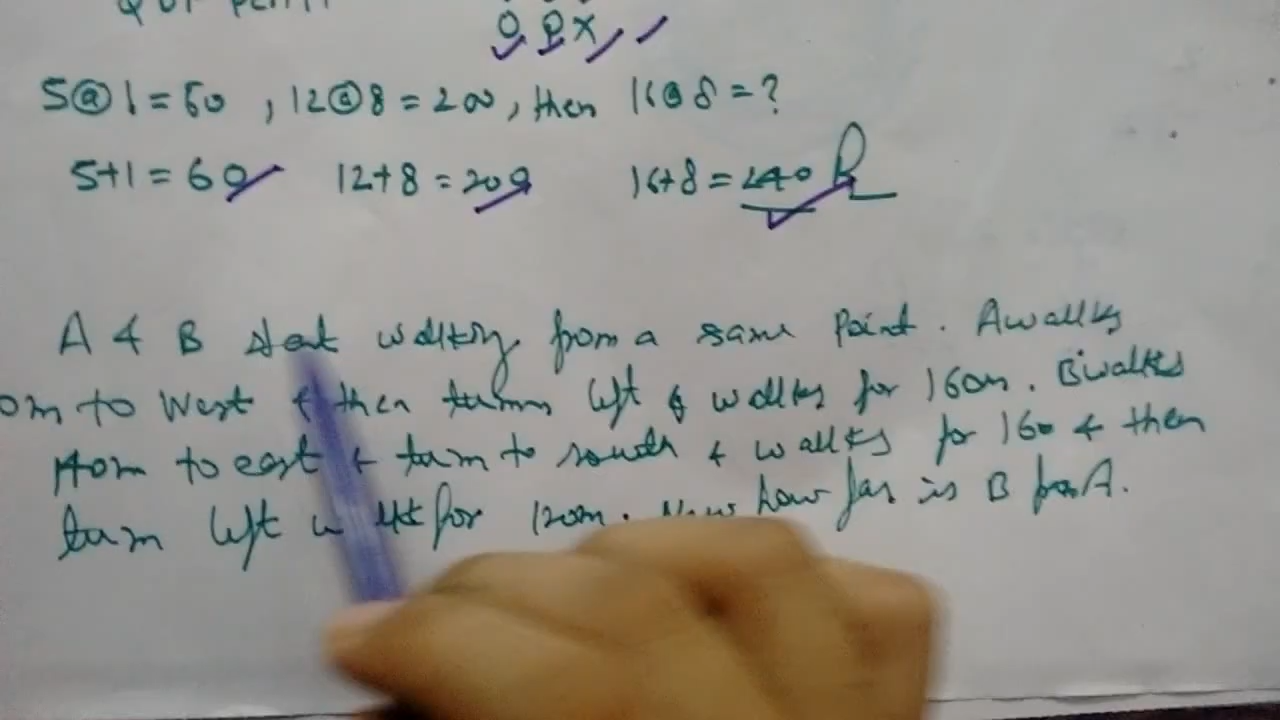 O P X
5@1=60, 12@8=200, then 16@8=?
5+1=60 12+8=200 16+8=240
A & B start walking from a same Point. A walks
0m to West & then turns left & walks for 160m. B walks
40m to east & turn to south & walks for 160 & then
turn left for 120m. Now how far is B from A.